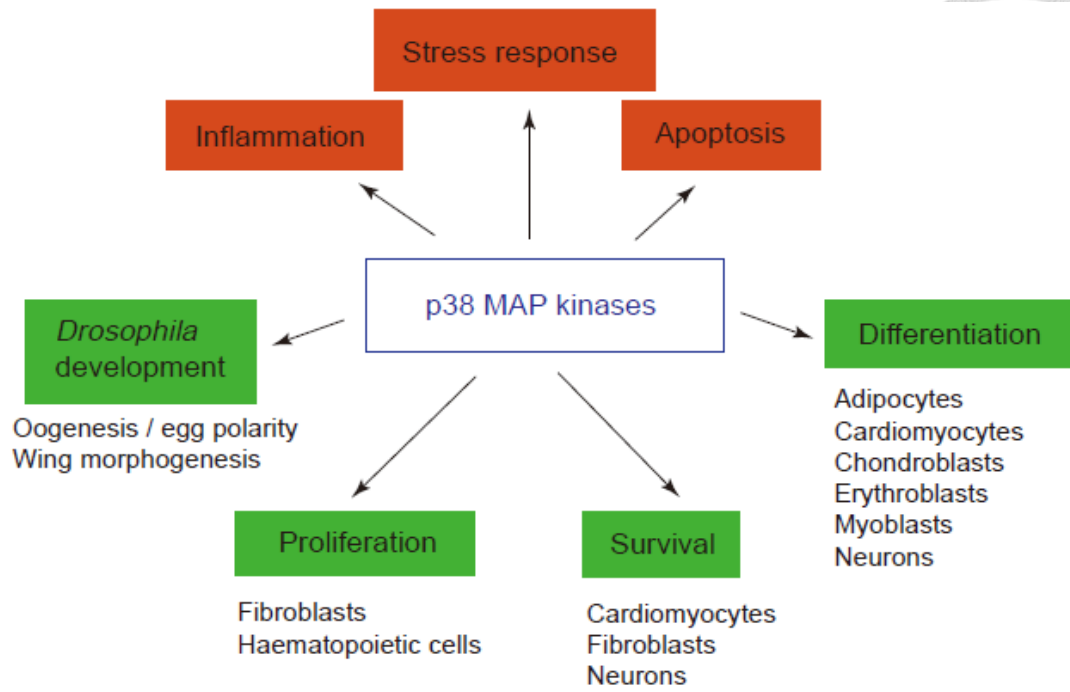 Stress response
Inflammation
Apoptosis
p38 MAP kinases
Drosophila
development
Oogenesis / egg polarity
Wing morphogenesis
Differentiation
Adipocytes
Cardiomyocytes
Chondroblasts
Erythroblasts
Myoblasts
Neurons
Proliferation
Fibroblasts
Haematopoietic cells
Survival
Cardiomyocytes
Fibroblasts
Neurons